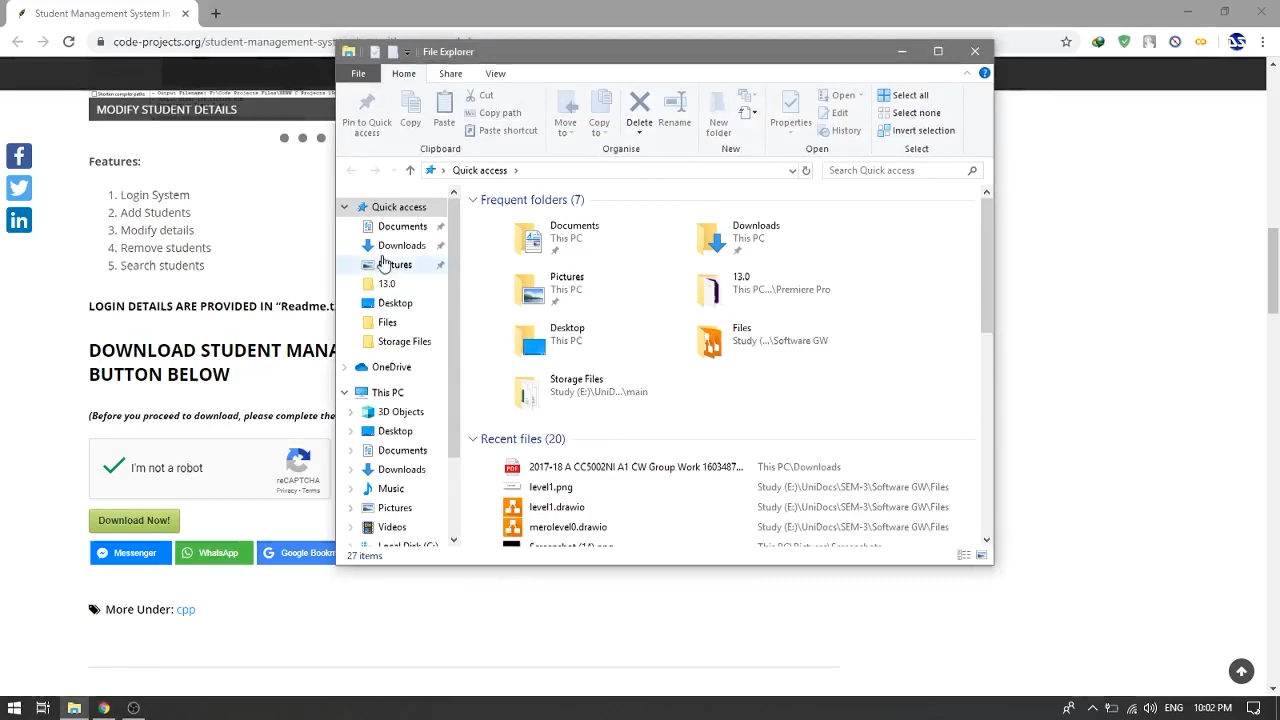 Student Management System In
code-projects.org/student-management-sys
File Explorer
File
Home
Share
View
Pin to Quick access
Copy
Paste
Cut
Copy path
Paste shortcut
Clipboard
Move to
Copy to
Delete
Rename
Organise
New folder
New
Properties
Open
Edit
History
Open
Select all
Select none
Invert selection
Select
Quick access
Search Quick access
Quick access
Documents
Downloads
13.0
Desktop
Files
Storage Files
OneDrive
This PC
3D Objects
Desktop
Documents
Downloads
Music
Pictures
Videos
Local Disk (C:)
Frequent folders (7)
Documents
This PC
Downloads
This PC
Pictures
This PC
13.0
This PC...\Premiere Pro
Desktop
This PC
Files
Study (...\Software GW
Storage Files
Study (E:)\UniD...\main
Recent files (20)
2017-18 A CC5002NI A1 CW Group Work 1603487... This PC\Downloads
level1.png Study (E:)\UniDocs\SEM-3\Software GW\Files
level1.drawio Study (E:)\UniDocs\SEM-3\Software GW\Files
merolevel0.drawio Study (E:)\UniDocs\SEM-3\Software GW\Files
27 items
MODIFY STUDENT DETAILS
Features:
1. Login System
2. Add Students
3. Modify details
4. Remove students
5. Search students
LOGIN DETAILS ARE PROVIDED IN “Readme.t
DOWNLOAD STUDENT MANA
BUTTON BELOW
(Before you proceed to download, please complete the
I'm not a robot
reCAPTCHA
Privacy - Terms
Download Now!
Messenger
WhatsApp
Google Bookm
More Under: cpp
ENG
10:02 PM